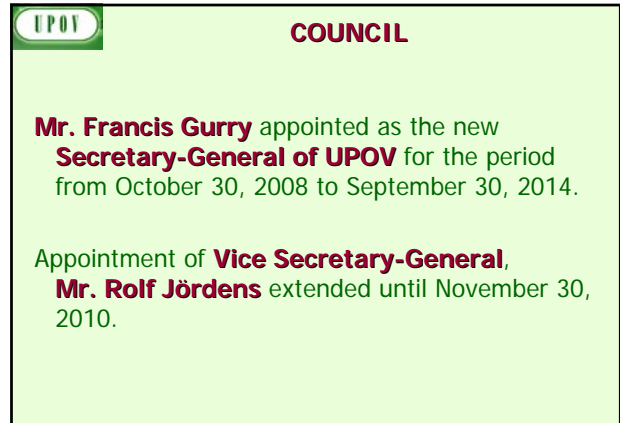 UPOV
COUNCIL
Mr. Francis Gurry appointed as the new
Secretary-General of UPOV for the period
from October 30, 2008 to September 30, 2014.
Appointment of Vice Secretary-General,
Mr. Rolf Jördens extended until November 30,
2010.